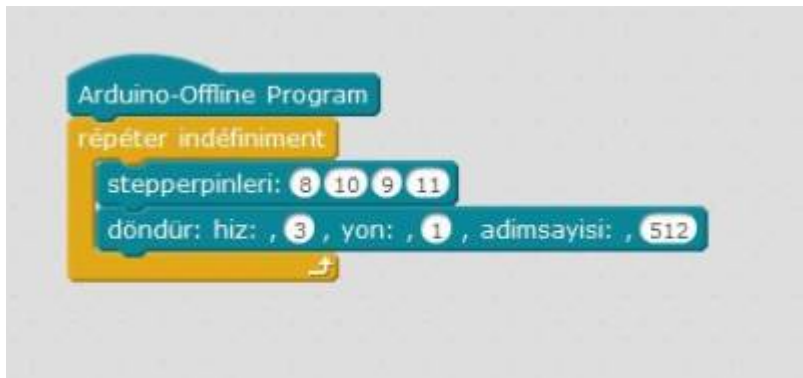 Arduino-Offline Program
répéter indéfiniment
stepperpinleri: 8 10 9 11
döndür: hiz: , 3 , yon: , 1 , adimsayisi: , 512